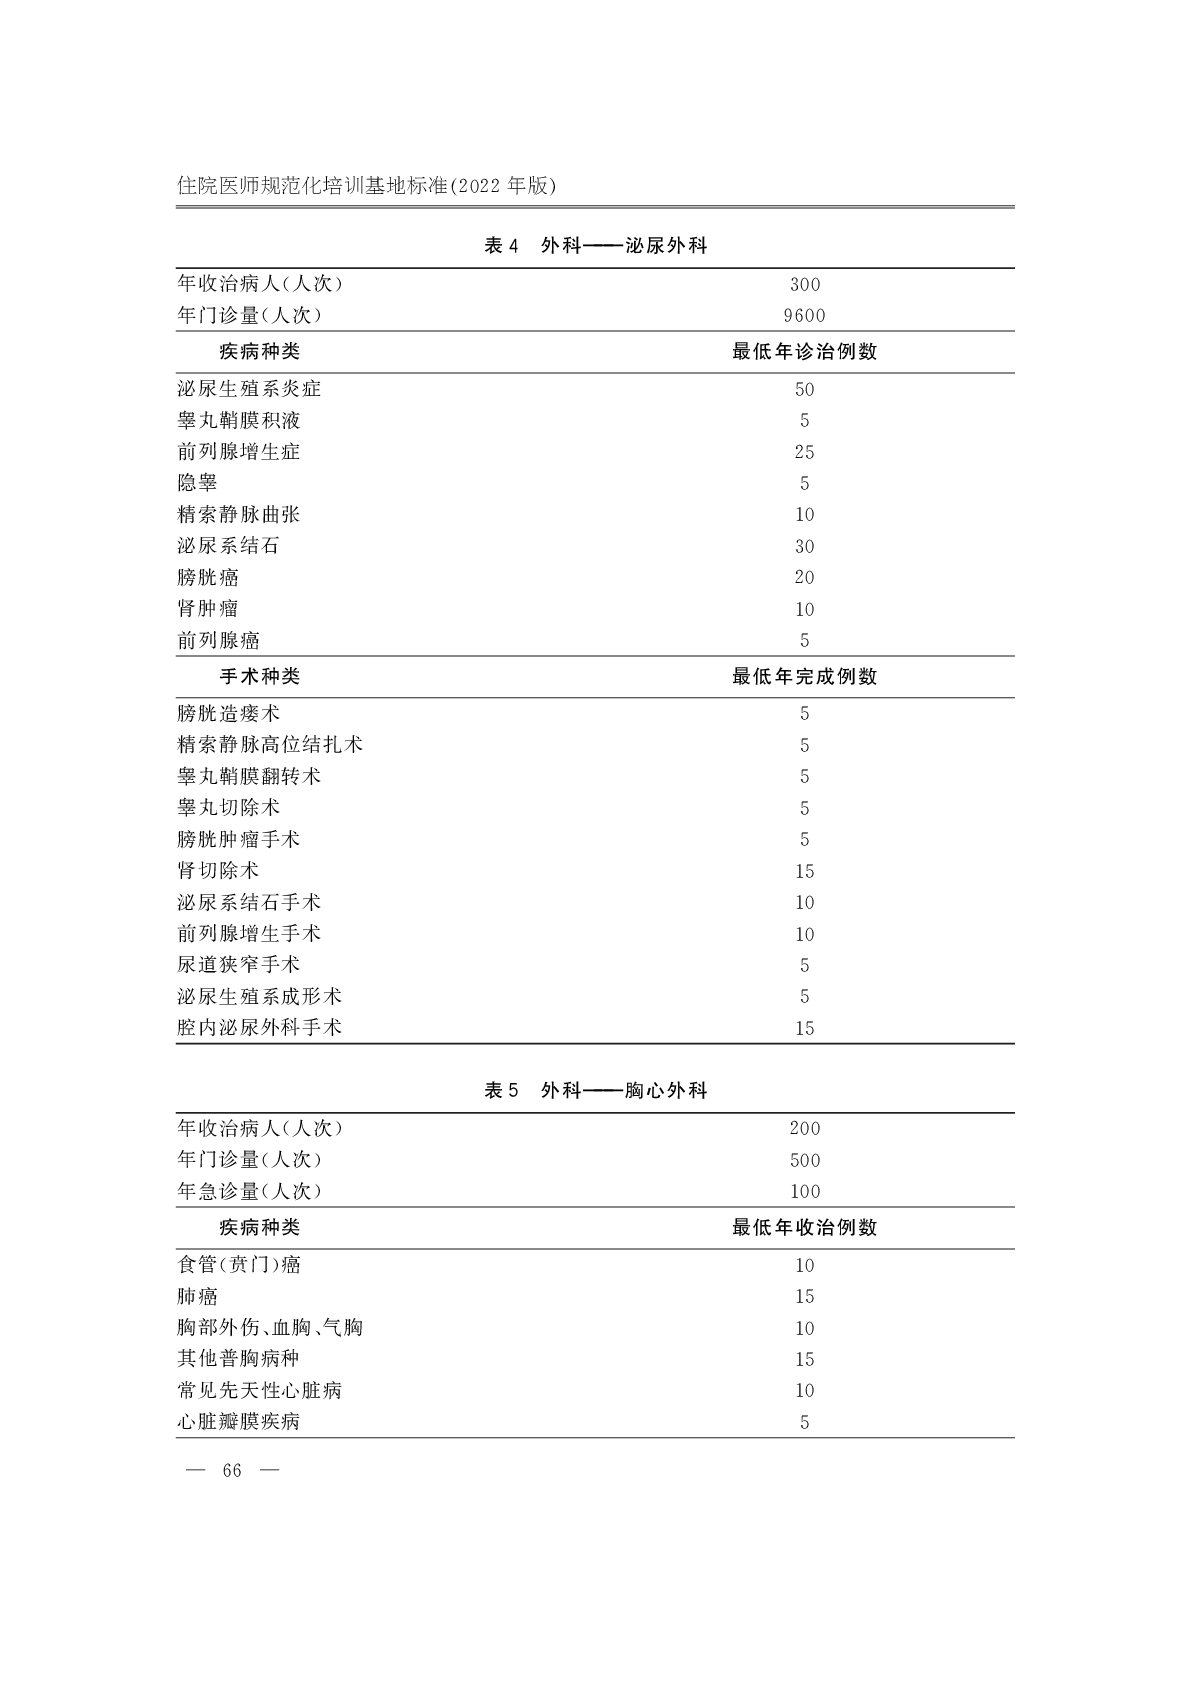 住院医师规范化培训基地标准(2022 年版)
表 4　外科——泌尿外科
年收治病人(人次)　300
年门诊量(人次)　9600
疾病种类　最低年诊治例数
泌尿生殖系炎症　50
睾丸鞘膜积液　5
前列腺增生症　25
隐睾　5
精索静脉曲张　10
泌尿系结石　30
膀胱癌　20
肾肿瘤　10
前列腺癌　5
手术种类　最低年完成例数
膀胱造瘘术　5
精索静脉高位结扎术　5
睾丸鞘膜翻转术　5
睾丸切除术　5
膀胱肿瘤手术　5
肾切除术　15
泌尿系结石手术　10
前列腺增生手术　10
尿道狭窄手术　5
泌尿生殖系成形术　5
腔内泌尿外科手术　15
表 5　外科——胸心外科
年收治病人(人次)　200
年门诊量(人次)　500
年急诊量(人次)　100
疾病种类　最低年收治例数
食管(贲门)癌　10
肺癌　15
胸部外伤、血胸、气胸　10
其他普胸病种　15
常见先天性心脏病　10
心脏瓣膜疾病　5
— 66 —